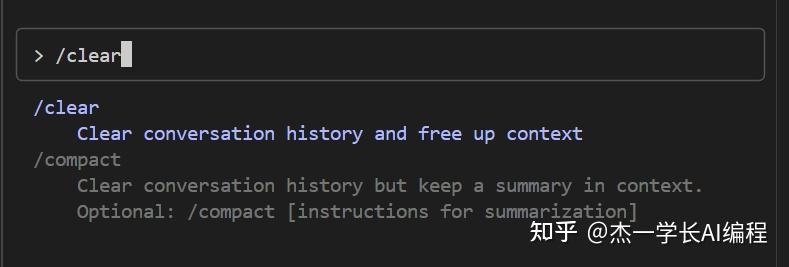 > /clear
/clear
Clear conversation history and free up context
/compact
Clear conversation history but keep a summary in context.
Optional: /compact [instructions for summarization]
知乎 @杰一学长AI编程